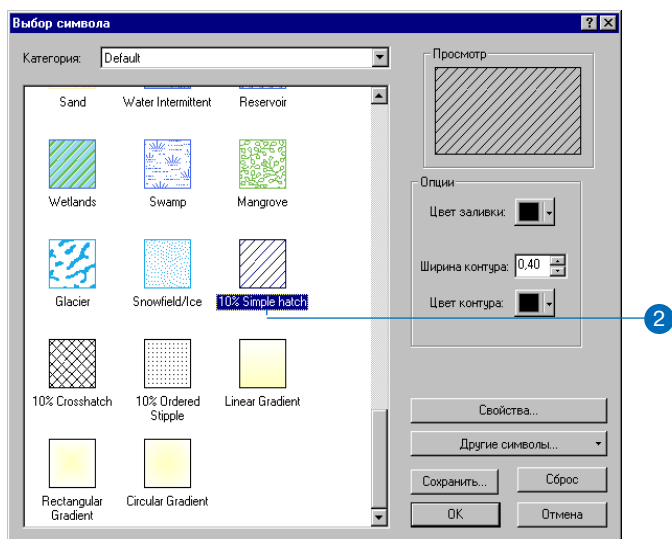 Выбор символа
Категория: Default
Sand Water Intermittent Reservoir
Wetlands Swamp Mangrove
Glacier Snowfield/Ice 10% Simple hatch
10% Crosshatch 10% Ordered Stipple Linear Gradient
Rectangular Gradient Circular Gradient
Просмотр
Опции
Цвет заливки:
Ширина контура: 0,40
Цвет контура:
2
Свойства...
Другие символы...
Сохранить... Сброс
OK Отмена